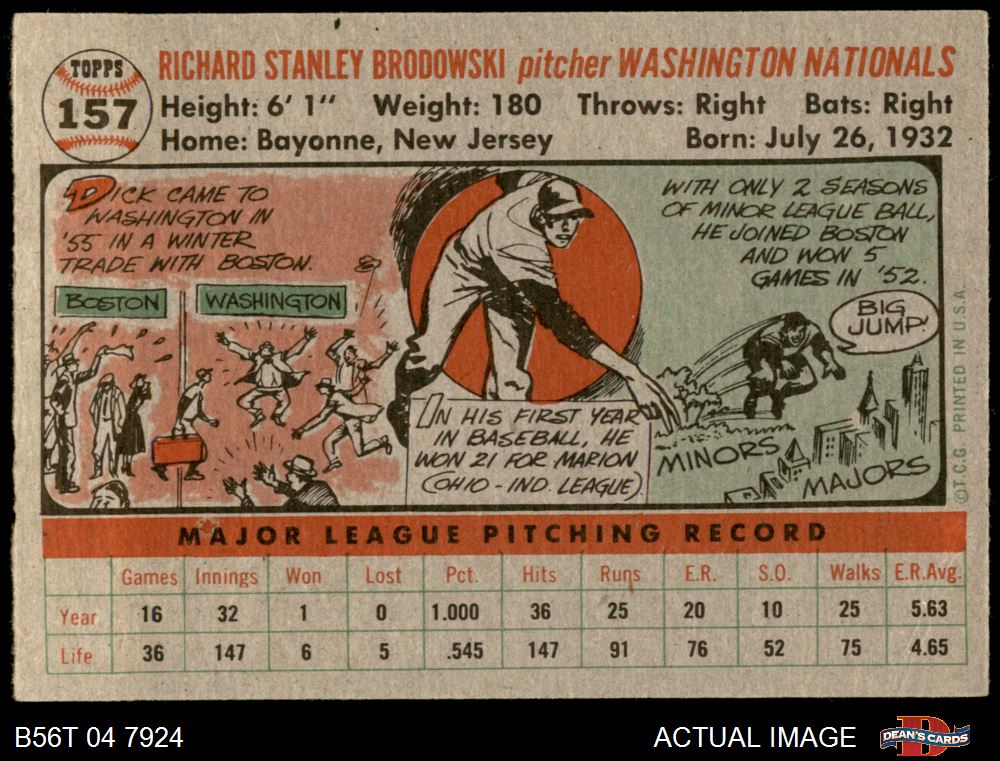 TOPPS
157
RICHARD STANLEY BRODOWSKI pitcher WASHINGTON NATIONALS
Height: 6' 1" Weight: 180 Throws: Right Bats: Right
Home: Bayonne, New Jersey Born: July 26, 1932
DICK CAME TO
WASHINGTON IN
'55 IN A WINTER
TRADE WITH BOSTON.
BOSTON
WASHINGTON
IN HIS FIRST YEAR
IN BASEBALL, HE
WON 21 FOR MARION
(OHIO - IND. LEAGUE).
WITH ONLY 2 SEASONS
OF MINOR LEAGUE BALL,
HE JOINED BOSTON
AND WON 5
GAMES IN '52.
BIG
JUMP!
MINORS
MAJORS
©T.C.G. PRINTED IN U.S.A.
MAJOR LEAGUE PITCHING RECORD
Games Innings Won Lost Pct. Hits Runs E.R. S.O. Walks E.R.Avg.
Year 16 32 1 0 1.000 36 25 20 10 25 5.63
Life 36 147 6 5 .545 147 91 76 52 75 4.65
B56T 04 7924
ACTUAL IMAGE
D
DEAN'S CARDS